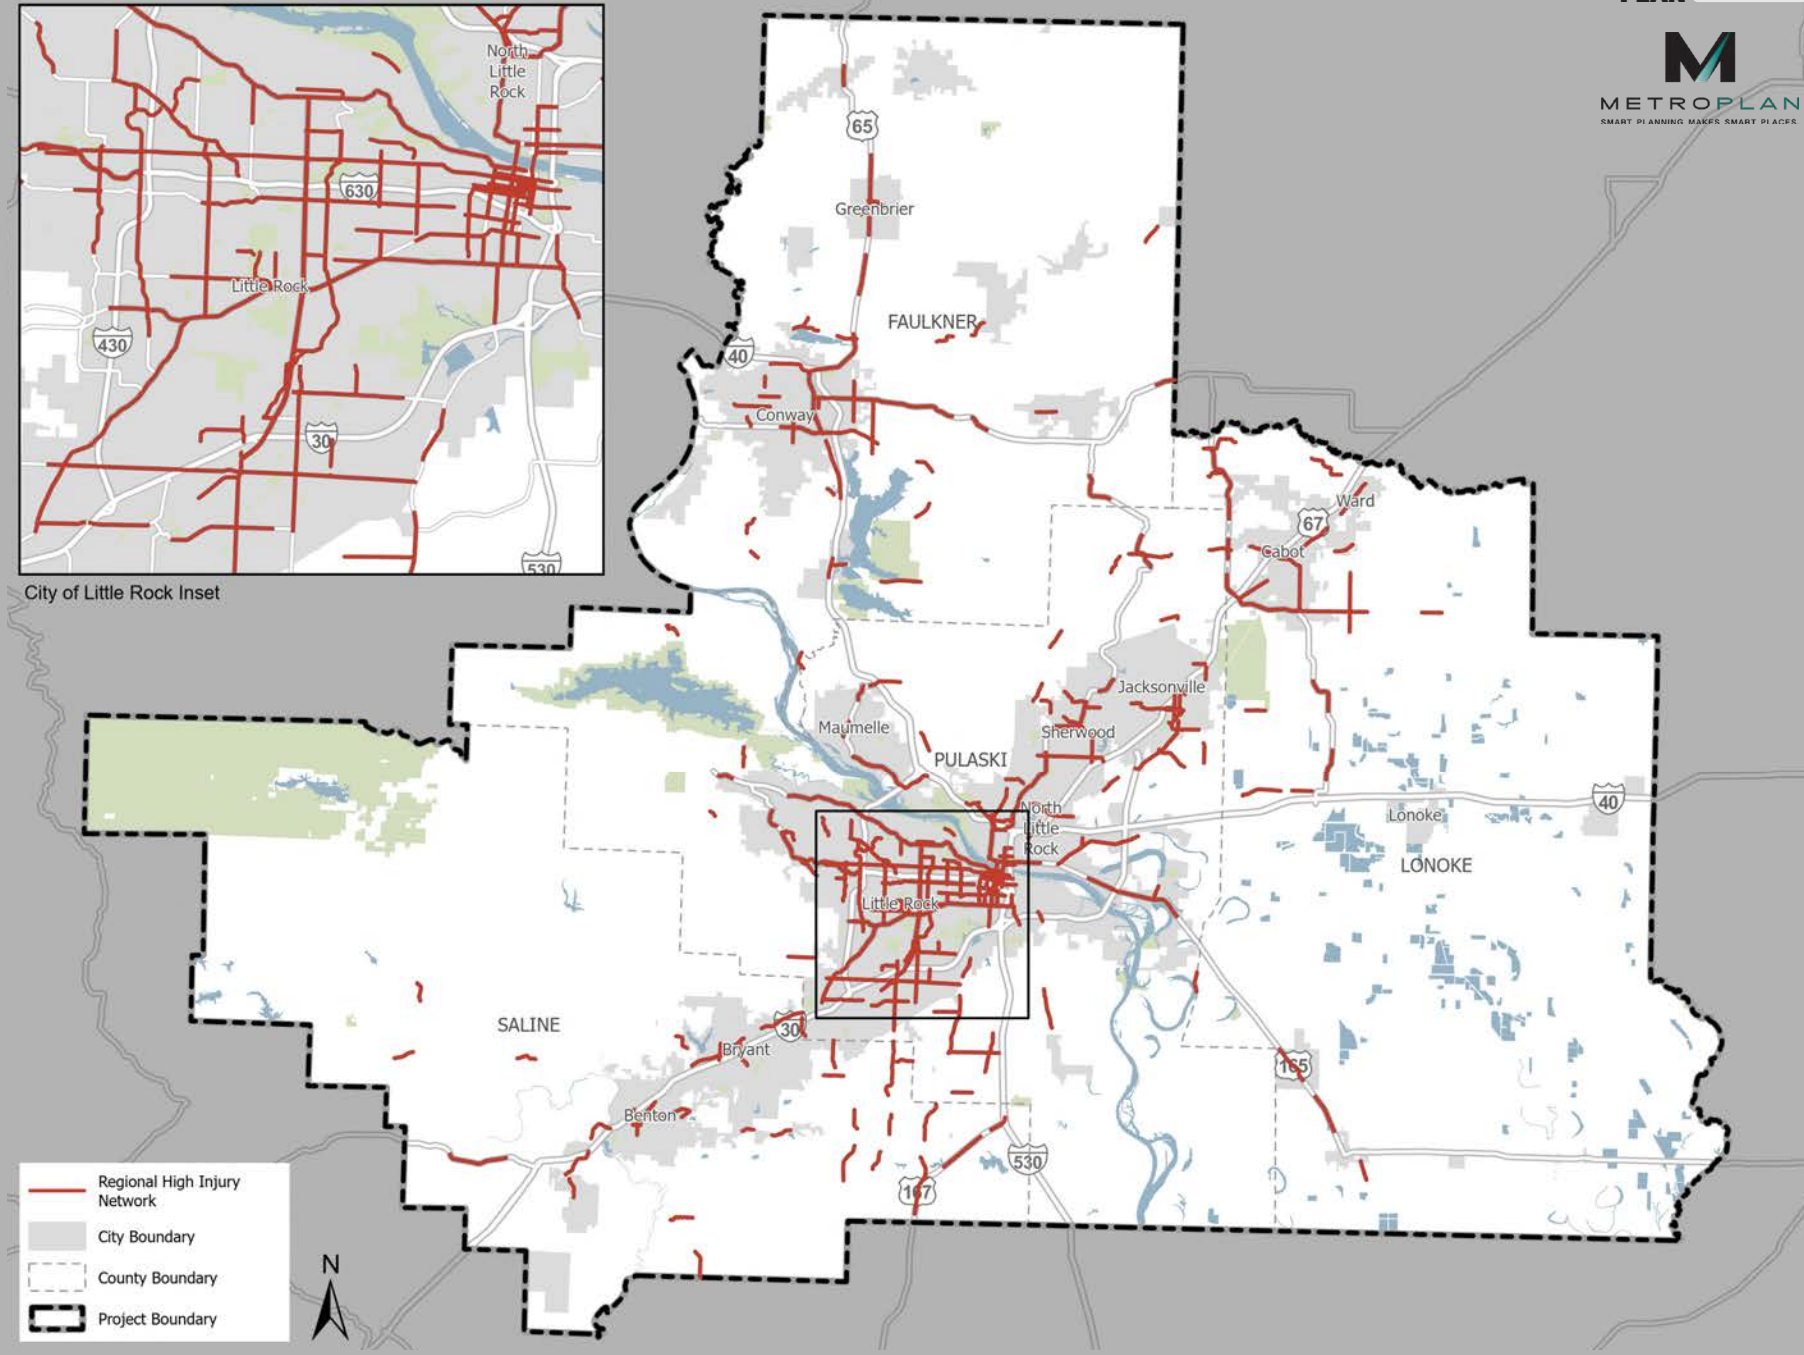 PLAN
METROPLAN
SMART PLANNING MAKES SMART PLACES.
North
Little
Rock
630
Little Rock
430
30
530
City of Little Rock Inset
65
Greenbrier
FAULKNER
40
Conway
Ward
67
Cabot
Jacksonville
Maumelle
Sherwood
PULASKI
North
Little
Rock
40
Lonoke
LONOKE
Little Rock
SALINE
30
Bryant
165
Benton
530
167
Regional High Injury
Network
City Boundary
County Boundary
Project Boundary
N